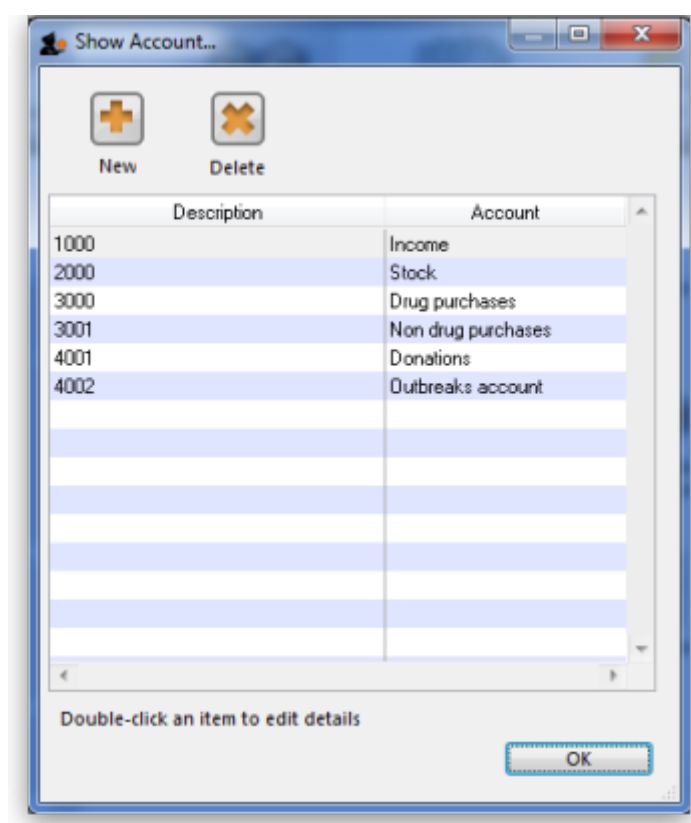 Show Account...
New Delete
Description Account
1000 Income
2000 Stock
3000 Drug purchases
3001 Non drug purchases
4001 Donations
4002 Outbreaks account
Double-click an item to edit details
OK